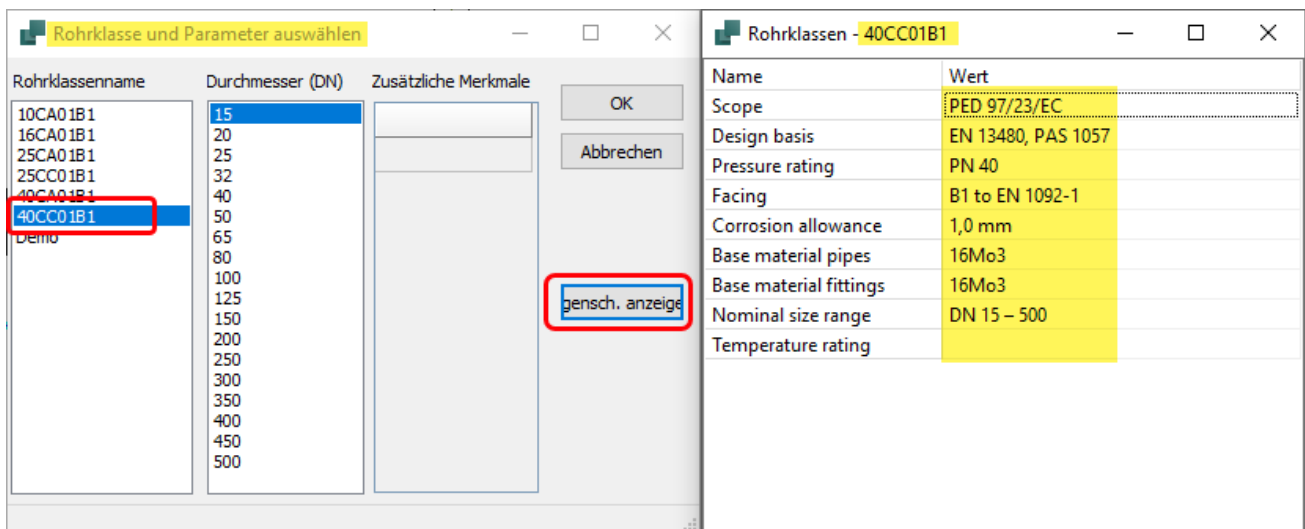 Rohrklasse und Parameter auswählen
Rohrklassenname
10CA01B1
16CA01B1
25CA01B1
25CC01B1
40CA01B1
40CC01B1
Demo
Durchmesser (DN)
15
20
25
32
40
50
65
80
100
125
150
200
250
300
350
400
450
500
Zusätzliche Merkmale
OK
Abbrechen
gensch. anzeige
Rohrklassen - 40CC01B1
Name Wert
Scope PED 97/23/EC
Design basis EN 13480, PAS 1057
Pressure rating PN 40
Facing B1 to EN 1092-1
Corrosion allowance 1,0 mm
Base material pipes 16Mo3
Base material fittings 16Mo3
Nominal size range DN 15 – 500
Temperature rating